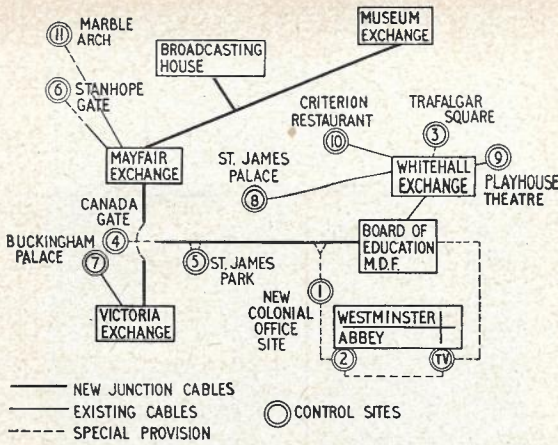 MUSEUM
EXCHANGE
11 MARBLE
ARCH
BROADCASTING
HOUSE
6 STANHOPE
GATE
CRITERION
RESTAURANT
10
TRAFALGAR
SQUARE
3
9
PLAYHOUSE
THEATRE
MAYFAIR
EXCHANGE
ST. JAMES
PALACE
8
WHITEHALL
EXCHANGE
CANADA
GATE
4
BUCKINGHAM
PALACE
7
5 ST. JAMES
PARK
BOARD OF
EDUCATION
M.D.F.
1
NEW
COLONIAL
OFFICE
SITE
VICTORIA
EXCHANGE
WESTMINSTER
ABBEY
2
TV
NEW JUNCTION CABLES
EXISTING CABLES
SPECIAL PROVISION
CONTROL SITES